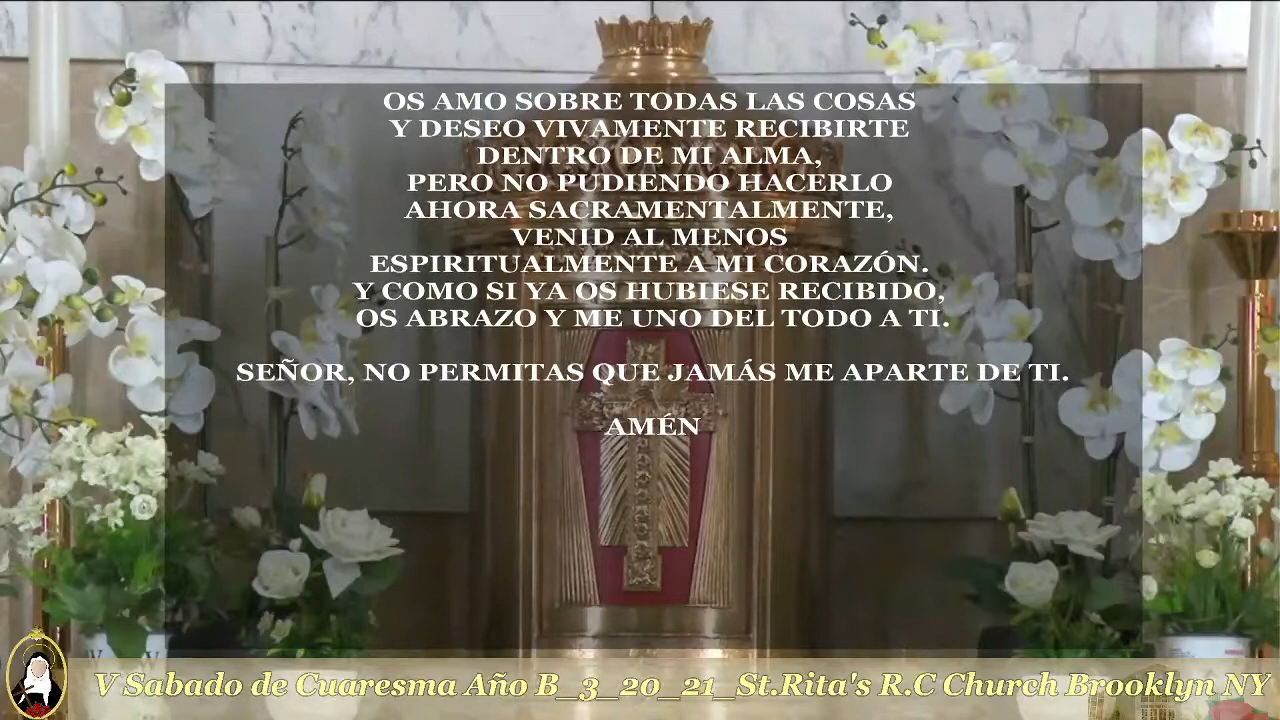 OS AMO SOBRE TODAS LAS COSAS
Y DESEO VIVAMENTE RECIBIRTE
DENTRO DE MI ALMA,
PERO NO PUDIENDO HACERLO
AHORA SACRAMENTALMENTE,
VENID AL MENOS
ESPIRITUALMENTE A MI CORAZÓN.
Y COMO SI YA OS HUBIESE RECIBIDO,
OS ABRAZO Y ME UNO DEL TODO A TI.
SEÑOR, NO PERMITAS QUE JAMÁS ME APARTE DE TI.
AMÉN
V Sabado de Cuaresma Año B_3_20_21_St.Rita's R.C Church Brooklyn NY